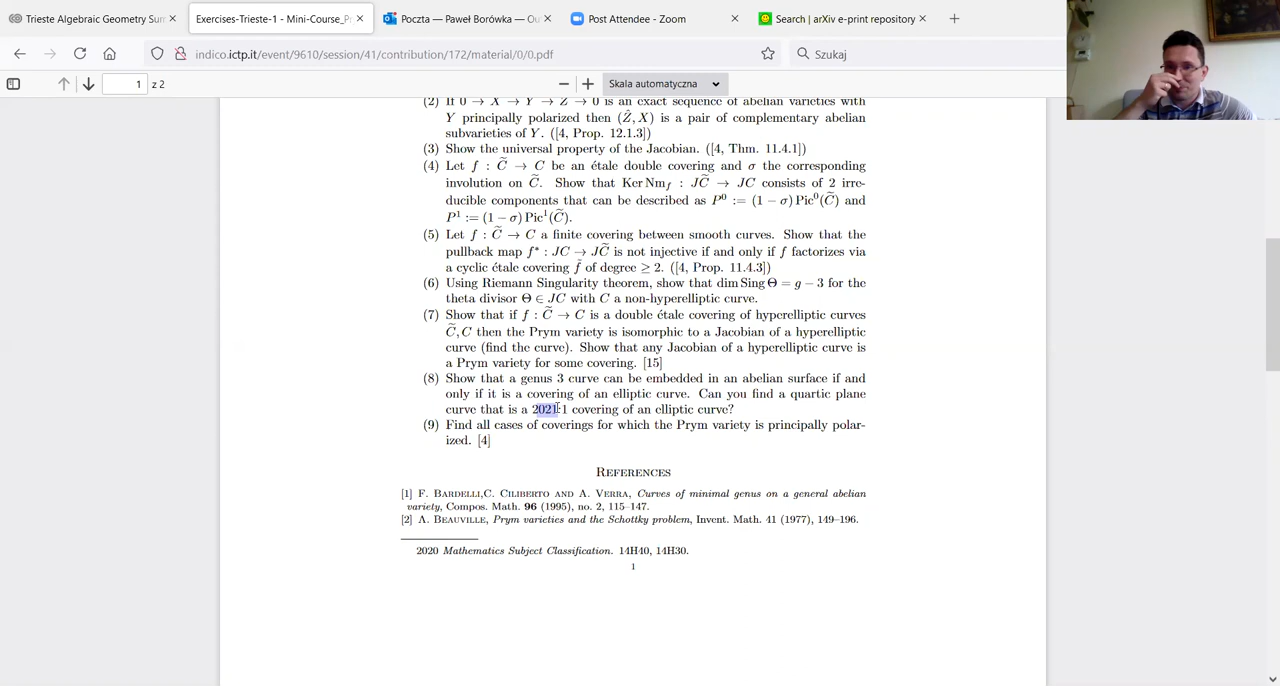 Trieste Algebraic Geometry Sum
Exercises-Trieste-1 - Mini-Course_P
Poczta — Paweł Borówka — Ou
Post Attendee - Zoom
Search | arXiv e-print repository
indico.ictp.it/event/9610/session/41/contribution/172/material/0/0.pdf
Szukaj
1 z 2
Skala automatyczna
(2) If 0 → X → Y → Z → 0 is an exact sequence of abelian varieties with
Y principally polarized then (Ẑ, X) is a pair of complementary abelian
subvarieties of Y. ([4, Prop. 12.1.3])
(3) Show the universal property of the Jacobian. ([4, Thm. 11.4.1])
(4) Let f : C̃ → C be an étale double covering and σ the corresponding
involution on C̃. Show that Ker Nm_f : JC̃ → JC consists of 2 irre-
ducible components that can be described as P⁰ := (1 − σ) Pic⁰(C̃) and
P¹ := (1 − σ) Pic¹(C̃).
(5) Let f : C̃ → C a finite covering between smooth curves. Show that the
pullback map f* : JC → JC̃ is not injective if and only if f factorizes via
a cyclic étale covering f̃ of degree ≥ 2. ([4, Prop. 11.4.3])
(6) Using Riemann Singularity theorem, show that dim Sing Θ = g − 3 for the
theta divisor Θ ∈ JC with C a non-hyperelliptic curve.
(7) Show that if f : C̃ → C is a double étale covering of hyperelliptic curves
C̃, C then the Prym variety is isomorphic to a Jacobian of a hyperelliptic
curve (find the curve). Show that any Jacobian of a hyperelliptic curve is
a Prym variety for some covering. [15]
(8) Show that a genus 3 curve can be embedded in an abelian surface if and
only if it is a covering of an elliptic curve. Can you find a quartic plane
curve that is a 2021:1 covering of an elliptic curve?
(9) Find all cases of coverings for which the Prym variety is principally polar-
ized. [4]
References
[1] F. Bardelli,C. Ciliberto and A. Verra, Curves of minimal genus on a general abelian
variety, Compos. Math. 96 (1995), no. 2, 115–147.
[2] A. Beauville, Prym varieties and the Schottky problem, Invent. Math. 41 (1977), 149–196.
2020 Mathematics Subject Classification. 14H40, 14H30.
1